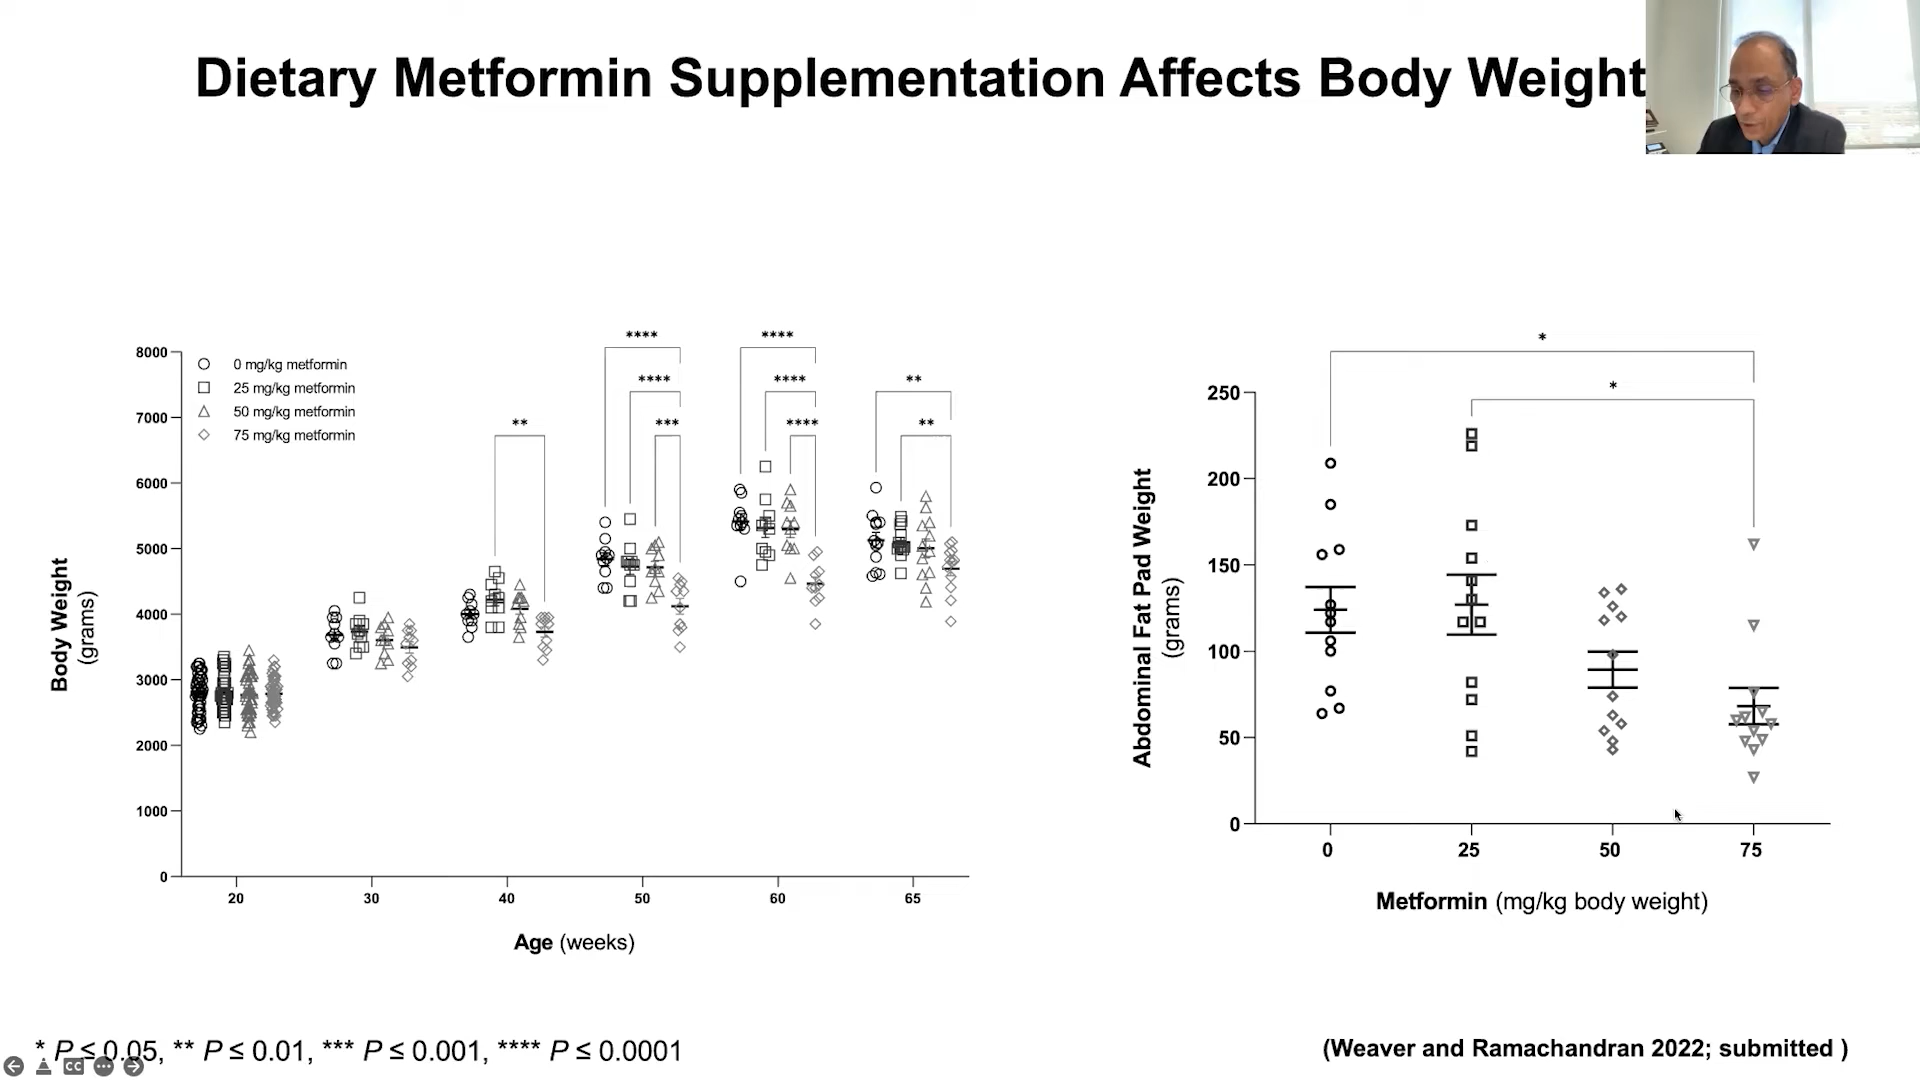 Dietary Metformin Supplementation Affects Body Weight
Body Weight
(grams)
8000
7000
6000
5000
4000
3000
2000
1000
0
0 mg/kg metformin
25 mg/kg metformin
50 mg/kg metformin
75 mg/kg metformin
**
****
****
***
****
****
****
**
**
20 30 40 50 60 65
Age (weeks)
Abdominal Fat Pad Weight
(grams)
250
200
150
100
50
0
*
*
0 25 50 75
Metformin (mg/kg body weight)
* P ≤ 0.05, ** P ≤ 0.01, *** P ≤ 0.001, **** P ≤ 0.0001
(Weaver and Ramachandran 2022; submitted )
CC